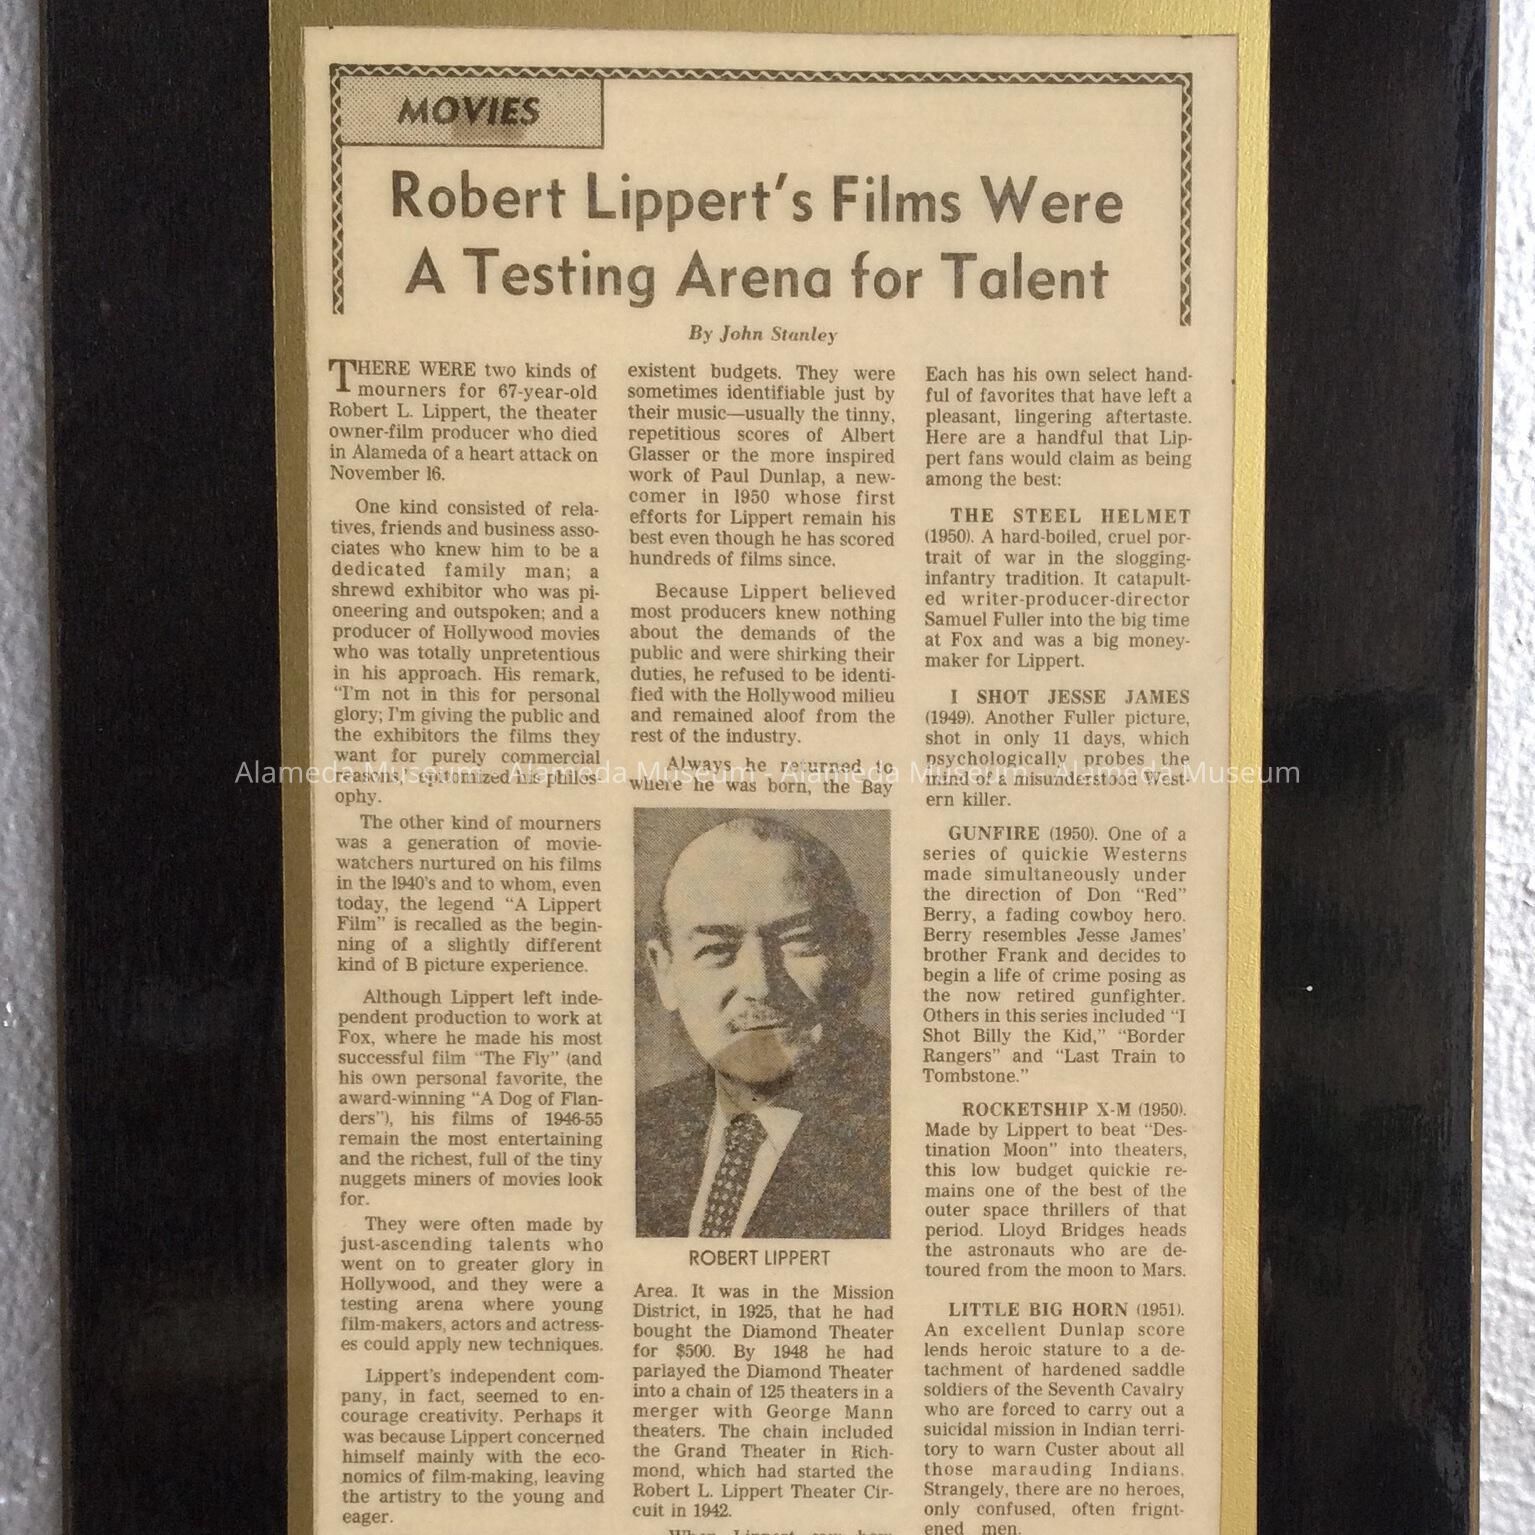 MOVIES
Robert Lippert's Films Were
A Testing Arena for Talent
By John Stanley
THERE WERE two kinds of
mourners for 67-year-old
Robert L. Lippert, the theater
owner-film producer who died
in Alameda of a heart attack on
November 16.
One kind consisted of rela-
tives, friends and business asso-
ciates who knew him to be a
dedicated family man; a
shrewd exhibitor who was pi-
oneering and outspoken; and a
producer of Hollywood movies
who was totally unpretentious
in his approach. His remark,
"I'm not in this for personal
glory; I'm giving the public and
the exhibitors the films they
want for purely commercial
reasons,' epitomized his philos-
ophy.
The other kind of mourners
was a generation of movie-
watchers nurtured on his films
in the 1940's and to whom, even
today, the legend "A Lippert
Film" is recalled as the begin-
ning of a slightly different
kind of B picture experience.
Although Lippert left inde-
pendent production to work at
Fox, where he made his most
successful film "The Fly" (and
his own personal favorite, the
award-winning "A Dog of Flan-
ders"), his films of 1946-55
remain the most entertaining
and the richest, full of the tiny
nuggets miners of movies look
for.
They were often made by
just-ascending talents who
went on to greater glory in
Hollywood, and they were a
testing arena where young
film-makers, actors and actress-
es could apply new techniques.
Lippert's independent com-
pany, in fact, seemed to en-
courage creativity. Perhaps it
was because Lippert concerned
himself mainly with the eco-
nomics of film-making, leaving
the artistry to the young and
eager.
existent budgets. They were
sometimes identifiable just by
their music—usually the tinny,
repetitious scores of Albert
Glasser or the more inspired
work of Paul Dunlap, a new-
comer in 1950 whose first
efforts for Lippert remain his
best even though he has scored
hundreds of films since.
Because Lippert believed
most producers knew nothing
about the demands of the
public and were shirking their
duties, he refused to be identi-
fied with the Hollywood milieu
and remained aloof from the
rest of the industry.
Always he returned to
where he was born, the Bay
ROBERT LIPPERT
Area. It was in the Mission
District, in 1925, that he had
bought the Diamond Theater
for $500. By 1948 he had
parlayed the Diamond Theater
into a chain of 125 theaters in a
merger with George Mann
theaters. The chain included
the Grand Theater in Rich-
mond, which had started the
Robert L. Lippert Theater Cir-
cuit in 1942.
Each has his own select hand-
ful of favorites that have left a
pleasant, lingering aftertaste.
Here are a handful that Lip-
pert fans would claim as being
among the best:
THE STEEL HELMET
(1950). A hard-boiled, cruel por-
trait of war in the slogging-
infantry tradition. It catapult-
ed writer-producer-director
Samuel Fuller into the big time
at Fox and was a big money-
maker for Lippert.
I SHOT JESSE JAMES
(1949). Another Fuller picture,
shot in only 11 days, which
psychologically probes the
mind of a misunderstood West-
ern killer.
GUNFIRE (1950). One of a
series of quickie Westerns
made simultaneously under
the direction of Don "Red"
Berry, a fading cowboy hero.
Berry resembles Jesse James'
brother Frank and decides to
begin a life of crime posing as
the now retired gunfighter.
Others in this series included "I
Shot Billy the Kid," "Border
Rangers" and "Last Train to
Tombstone."
ROCKETSHIP X-M (1950).
Made by Lippert to beat "Des-
tination Moon" into theaters,
this low budget quickie re-
mains one of the best of the
outer space thrillers of that
period. Lloyd Bridges heads
the astronauts who are de-
toured from the moon to Mars.
LITTLE BIG HORN (1951).
An excellent Dunlap score
lends heroic stature to a de-
tachment of hardened saddle
soldiers of the Seventh Cavalry
who are forced to carry out a
suicidal mission in Indian terri-
tory to warn Custer about all
those marauding Indians.
Strangely, there are no heroes,
only confused, often fright-
ened men.
Alameda Museum - Alameda Museum - Alameda Museum - Alameda Museum